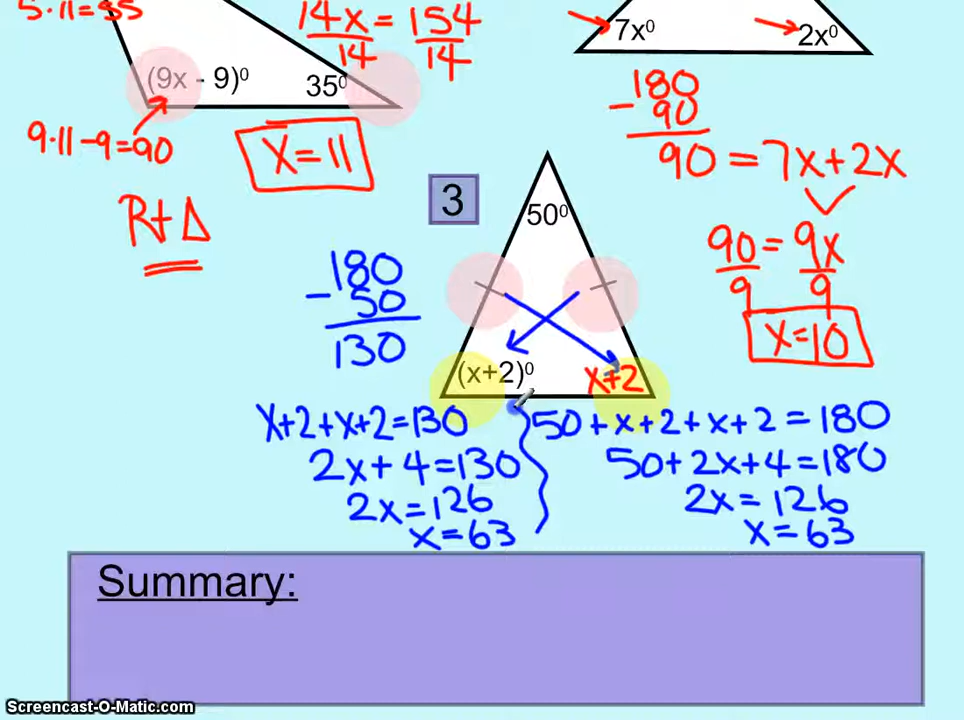 5·11=55
14x = 154
14 14
(9x - 9)⁰
35⁰
9·11-9=90
X=11
Rt Δ
7x⁰
2x⁰
180
- 90
90 = 7x+2x
90 = 9x
9 9
x=10
3
50⁰
180
- 50
130
(x+2)⁰
x+2
x+2+x+2=130
2x+4=130
2x=126
x=63
50+x+2+x+2=180
50+2x+4=180
2x=126
x=63
Summary:
Screencast-O-Matic.com